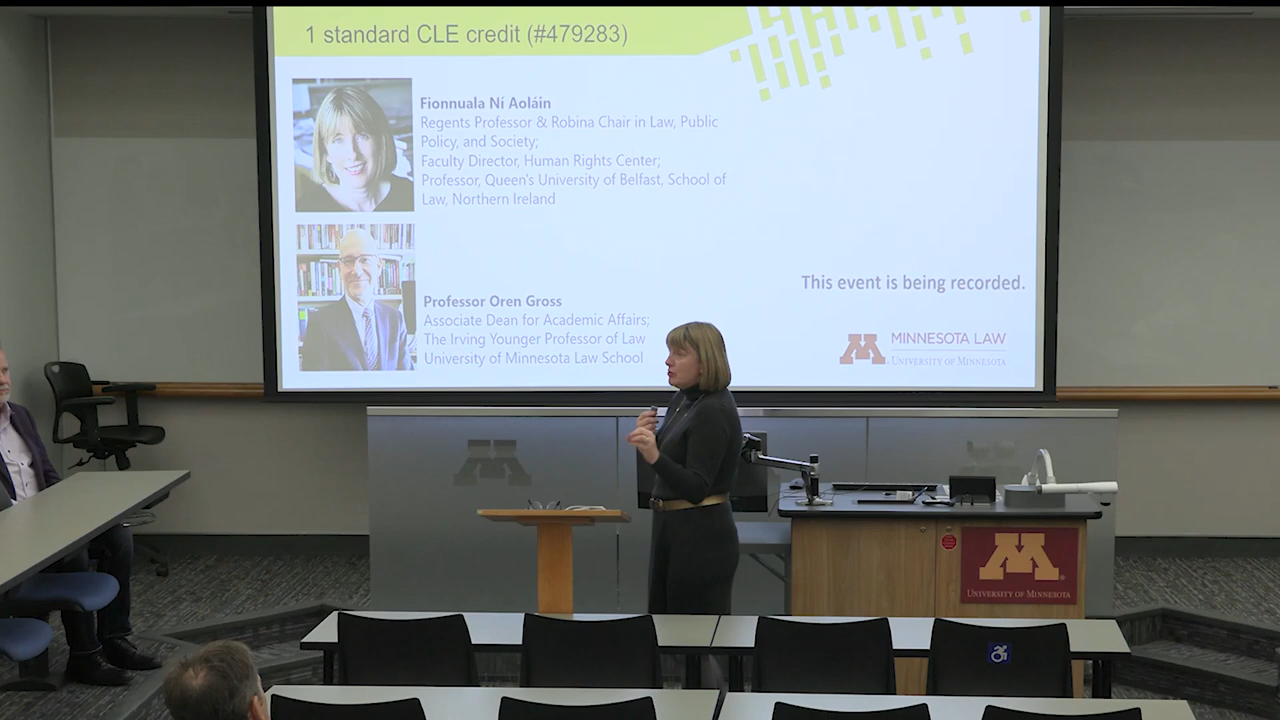 1 standard CLE credit (#479283)
Fionnuala Ní Aoláin
Regents Professor & Robina Chair in Law, Public
Policy, and Society;
Faculty Director, Human Rights Center;
Professor, Queen's University of Belfast, School of
Law, Northern Ireland
Professor Oren Gross
Associate Dean for Academic Affairs;
The Irving Younger Professor of Law
University of Minnesota Law School
This event is being recorded.
M
MINNESOTA LAW
UNIVERSITY OF MINNESOTA
M
M
UNIVERSITY OF MINNESOTA